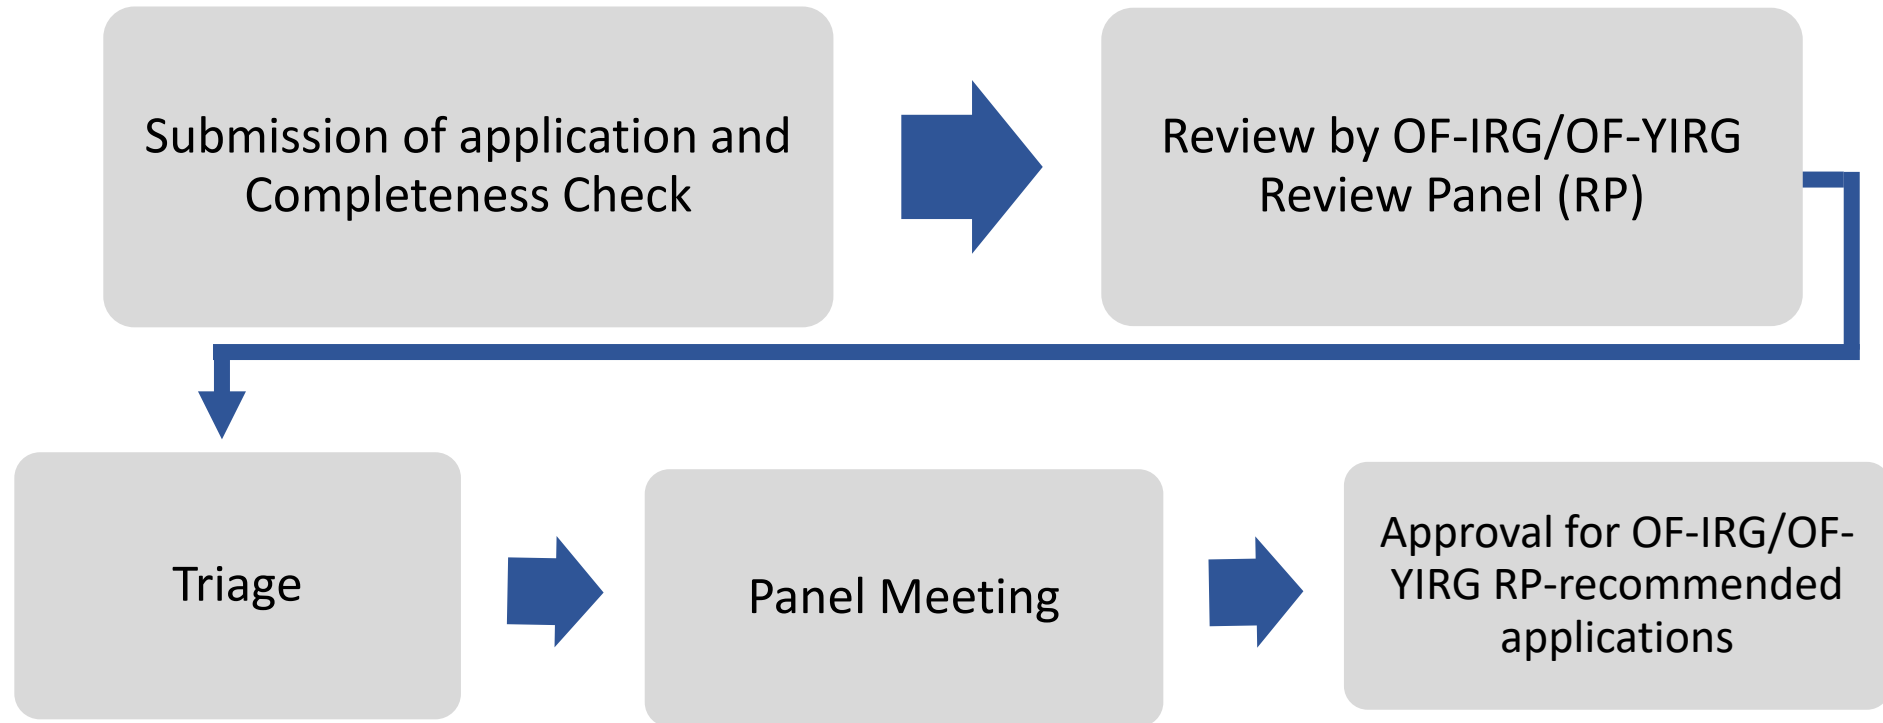 Submission of application and
Completeness Check
Review by OF-IRG/OF-YIRG
Review Panel (RP)
Triage
Panel Meeting
Approval for OF-IRG/OF-
YIRG RP-recommended
applications